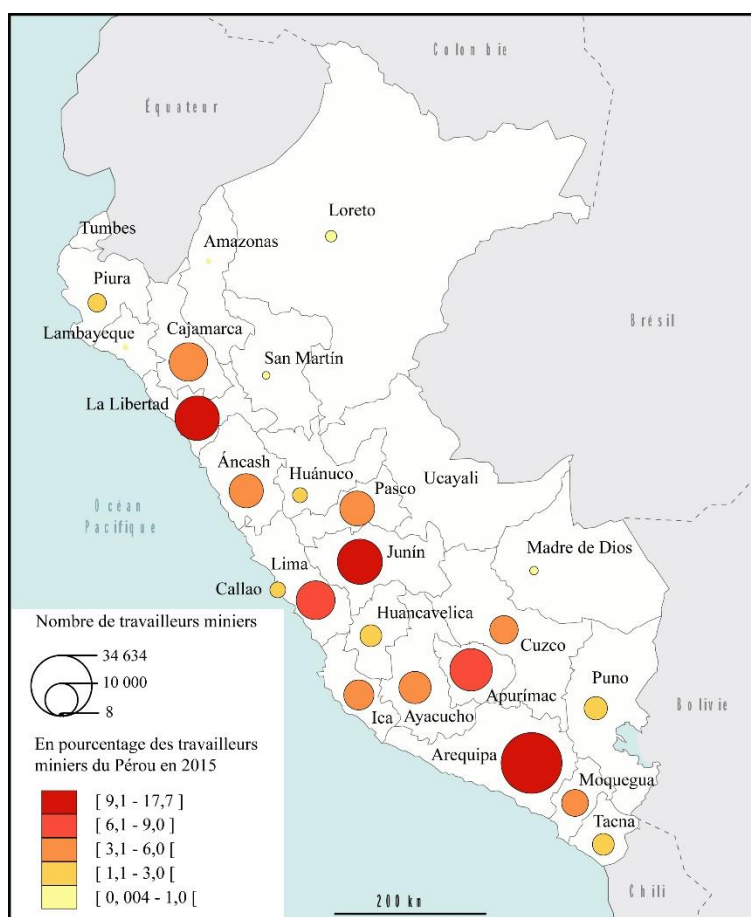 Colombie
Équateur
Loreto
Tumbes
Amazonas
Piura
Brésil
Lambayeque
Cajamarca
San Martín
La Libertad
Áncash
Huánuco
Ucayali
Pasco
Océan
Pacifique
Junín
Madre de Dios
Lima
Callao
Huancavelica
Cuzco
Puno
Apurímac
Ica
Ayacucho
Bolivie
Arequipa
Moquegua
Tacna
Chili
Nombre de travailleurs miniers
34 634
10 000
8
En pourcentage des travailleurs
miniers du Pérou en 2015
[ 9,1 - 17,7 ]
[ 6,1 - 9,0 [
[ 3,1 - 6,0 [
[ 1,1 - 3,0 [
[ 0, 004 - 1,0 [
200 km